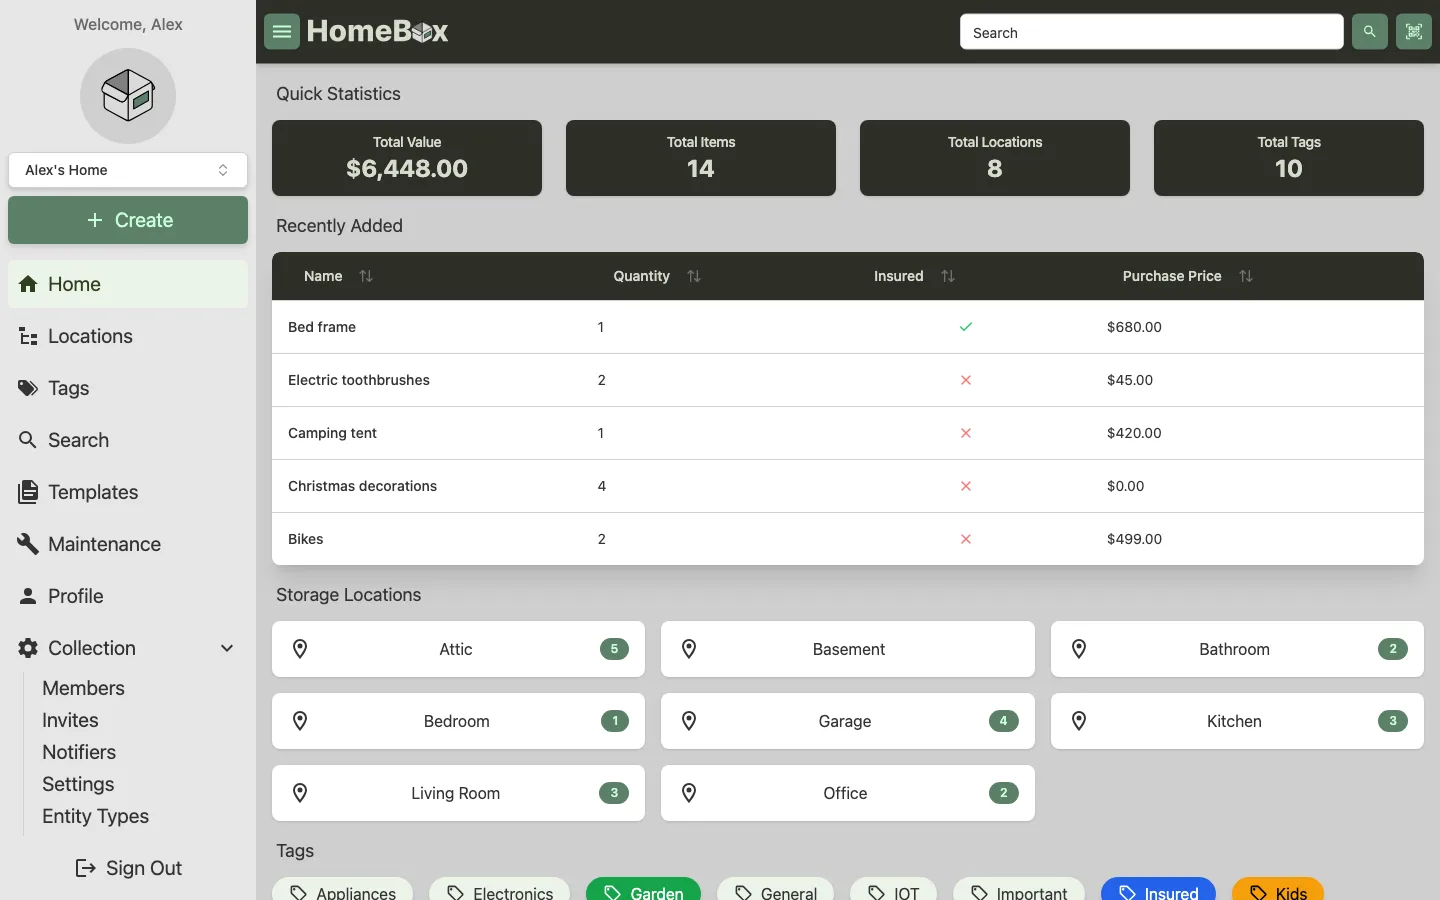 Welcome, Alex
Alex's Home
Create
Home
Locations
Tags
Search
Templates
Maintenance
Profile
Collection
Members
Invites
Notifiers
Settings
Entity Types
Sign Out
HomeBox
Search
Quick Statistics
Total Value
$6,448.00
Total Items
14
Total Locations
8
Total Tags
10
Recently Added
Name Quantity Insured Purchase Price
Bed frame 1 $680.00
Electric toothbrushes 2 $45.00
Camping tent 1 $420.00
Christmas decorations 4 $0.00
Bikes 2 $499.00
Storage Locations
Attic 5
Basement
Bathroom 2
Bedroom 1
Garage 4
Kitchen 3
Living Room 3
Office 2
Tags
Appliances Electronics Garden General IOT Important Insured Kids